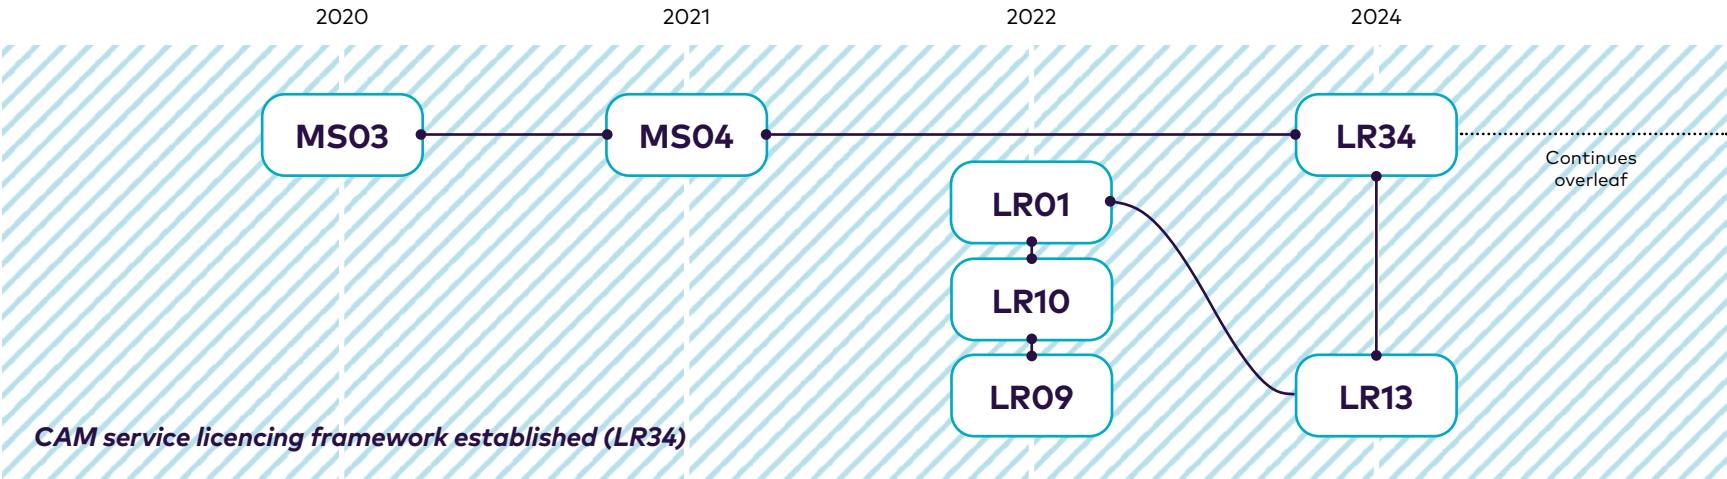 2020 2021 2022 2024
MS03 MS04 LR34
Continues
overleaf
LR01
LR10
LR09 LR13
CAM service licencing framework established (LR34)